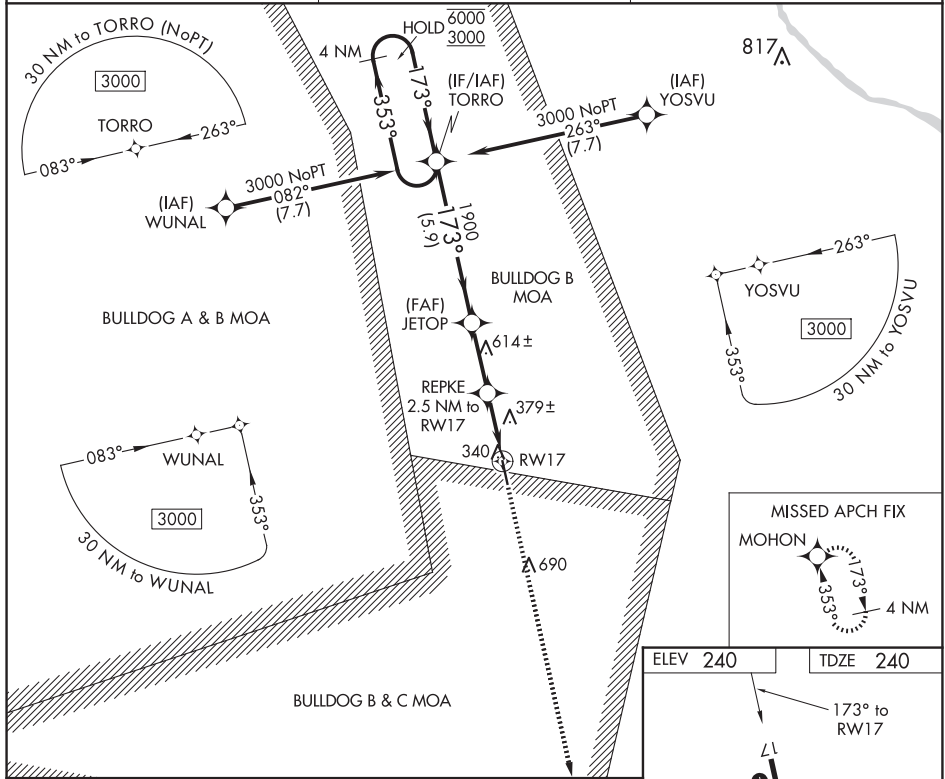 30 NM to TORRO (NoPT)
3000
TORRO
083°
263°
HOLD
6000
3000
4 NM
353°
173°
(IF/IAF)
TORRO
817
(IAF)
YOSVU
3000 NoPT
263°
(7.7)
(IAF)
WUNAL
3000 NoPT
082°
(7.7)
1900
173°
(5.9)
BULLDOG A & B MOA
BULLDOG B
MOA
(FAF)
JETOP
614±
REPKE
2.5 NM to
RW17
379±
340
RW17
690
263°
YOSVU
3000
353°
30 NM to YOSVU
083°
WUNAL
353°
3000
30 NM to WUNAL
BULLDOG B & C MOA
MISSED APCH FIX
MOHON
353°
173°
4 NM
ELEV 240
TDZE 240
173° to
RW17
17